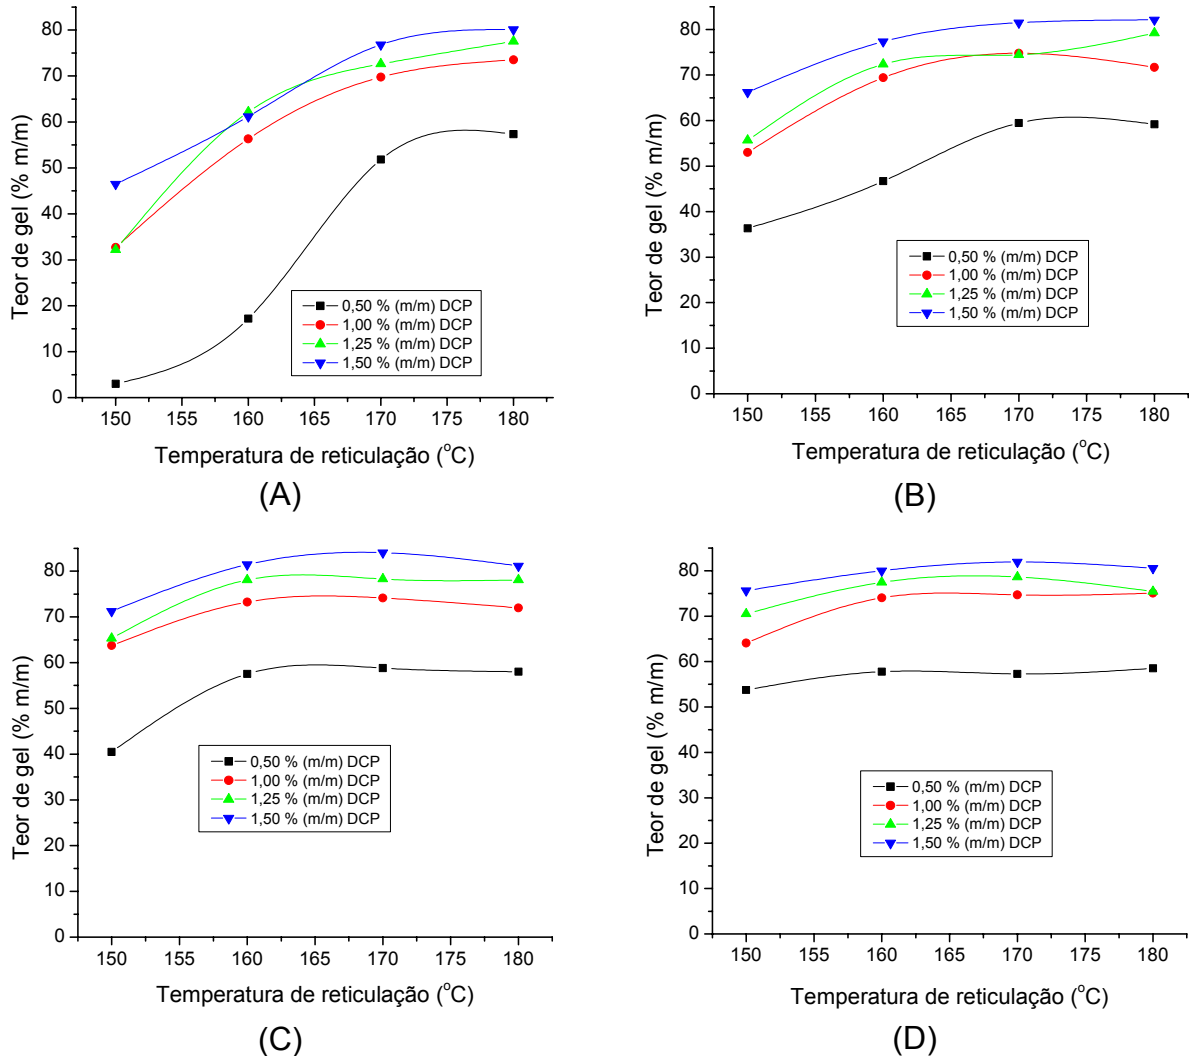 80
70
60
50
40
30
20
10
0
Teor de gel (% m/m)
0,50 % (m/m) DCP
1,00 % (m/m) DCP
1,25 % (m/m) DCP
1,50 % (m/m) DCP
150 155 160 165 170 175 180
Temperatura de reticulação (°C)
(A)
80
70
60
50
40
30
20
10
0
Teor de gel (% m/m)
0,50 % (m/m) DCP
1,00 % (m/m) DCP
1,25 % (m/m) DCP
1,50 % (m/m) DCP
150 155 160 165 170 175 180
Temperatura de reticulação (°C)
(B)
80
70
60
50
40
30
20
10
0
Teor de gel (% m/m)
0,50 % (m/m) DCP
1,00 % (m/m) DCP
1,25 % (m/m) DCP
1,50 % (m/m) DCP
150 155 160 165 170 175 180
Temperatura de reticulação (°C)
(C)
80
70
60
50
40
30
20
10
0
Teor de gel (% m/m)
0,50 % (m/m) DCP
1,00 % (m/m) DCP
1,25 % (m/m) DCP
1,50 % (m/m) DCP
150 155 160 165 170 175 180
Temperatura de reticulação (°C)
(D)